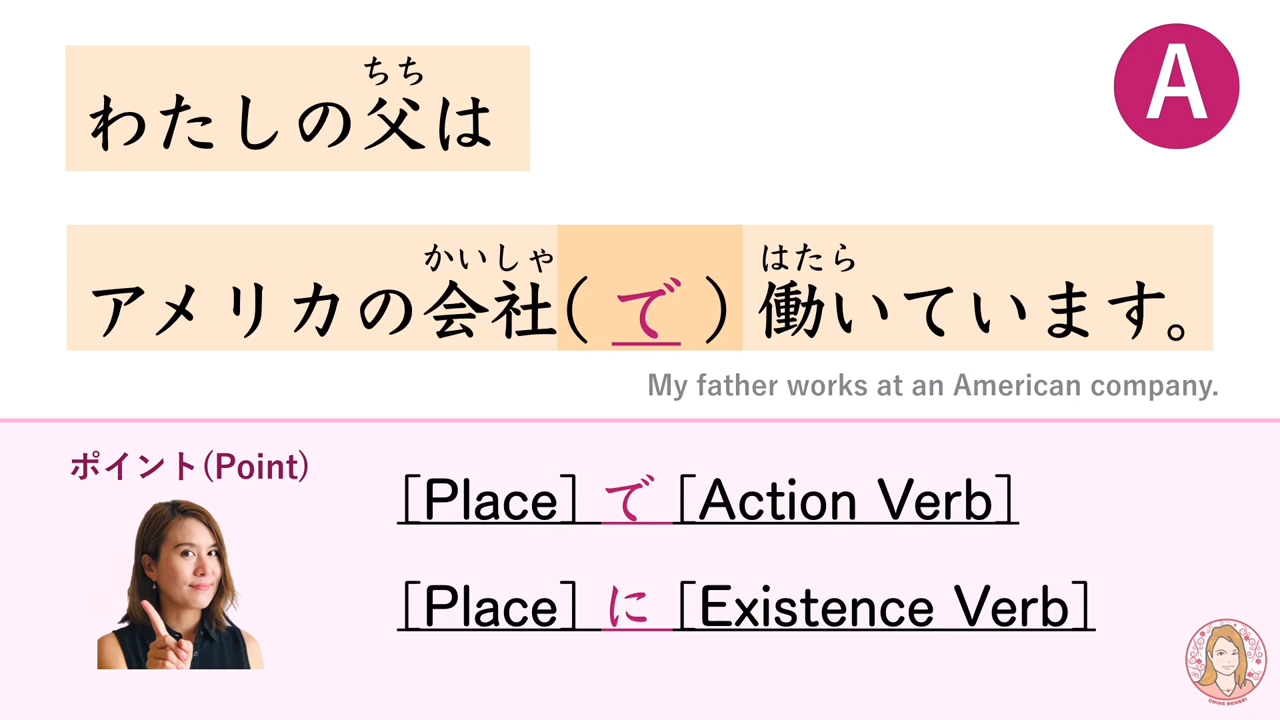 A
ちち
わたしの父は
かいしゃ はたら
アメリカの会社( で ) 働いています。
My father works at an American company.
ポイント(Point)
[Place] で [Action Verb]
[Place] に [Existence Verb]
CHIKA SENSEI